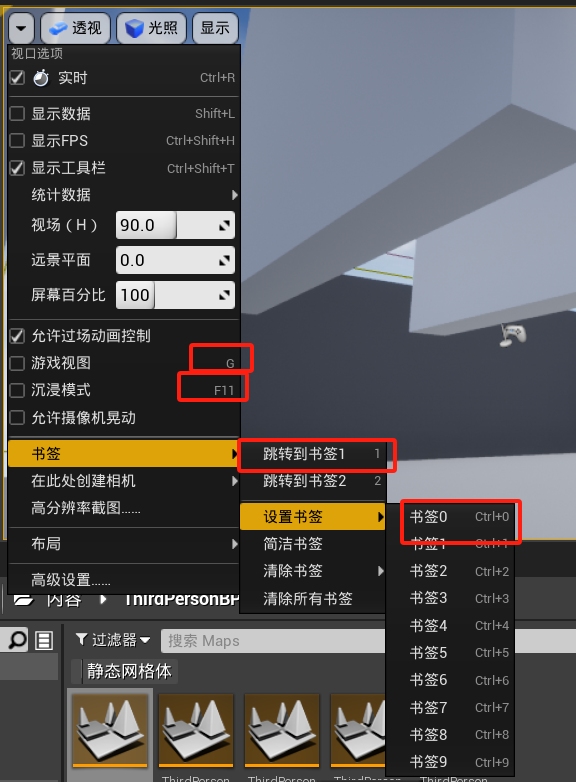 透视 光照 显示
视口选项
实时 Ctrl+R
显示数据 Shift+L
显示FPS Ctrl+Shift+H
显示工具栏 Ctrl+Shift+T
统计数据
视场（H） 90.0
远景平面 0.0
屏幕百分比 100
允许过场动画控制
游戏视图 G
沉浸模式 F11
允许摄像机晃动
书签
在此处创建相机
高分辨率截图……
布局
高级设置……
跳转到书签1 1
跳转到书签2 2
设置书签
简洁书签
清除书签
清除所有书签
书签0 Ctrl+0
书签1 Ctrl+1
书签2 Ctrl+2
书签3 Ctrl+3
书签4 Ctrl+4
书签5 Ctrl+5
书签6 Ctrl+6
书签7 Ctrl+7
书签8 Ctrl+8
书签9 Ctrl+9
内容 ThirdPersonBP
过滤器 搜索 Maps
静态网格体
ThirdPerson ThirdPerson ThirdPerson